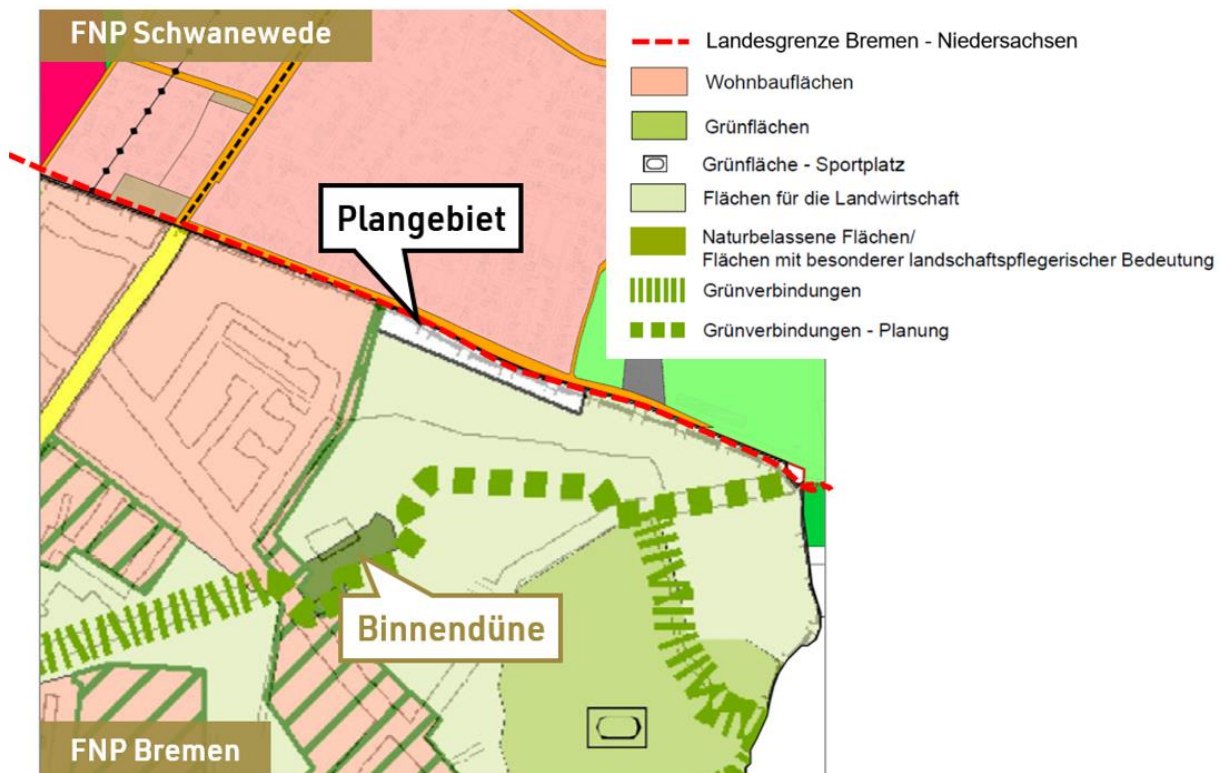 FNP Schwanewede
Landesgrenze Bremen - Niedersachsen
Wohnbauflächen
Grünflächen
Grünfläche - Sportplatz
Flächen für die Landwirtschaft
Naturbelassene Flächen/
Flächen mit besonderer landschaftspflegerischer Bedeutung
Grünverbindungen
Grünverbindungen - Planung
Plangebiet
Binnendüne
FNP Bremen